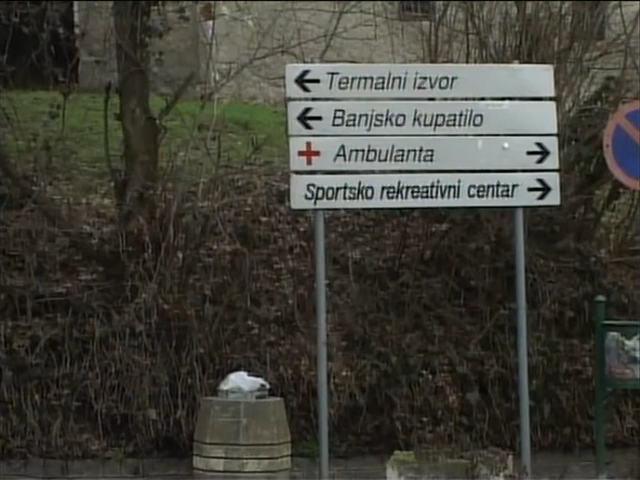 Termalni izvor
Banjsko kupatilo
Ambulanta
Sportsko rekreativni centar